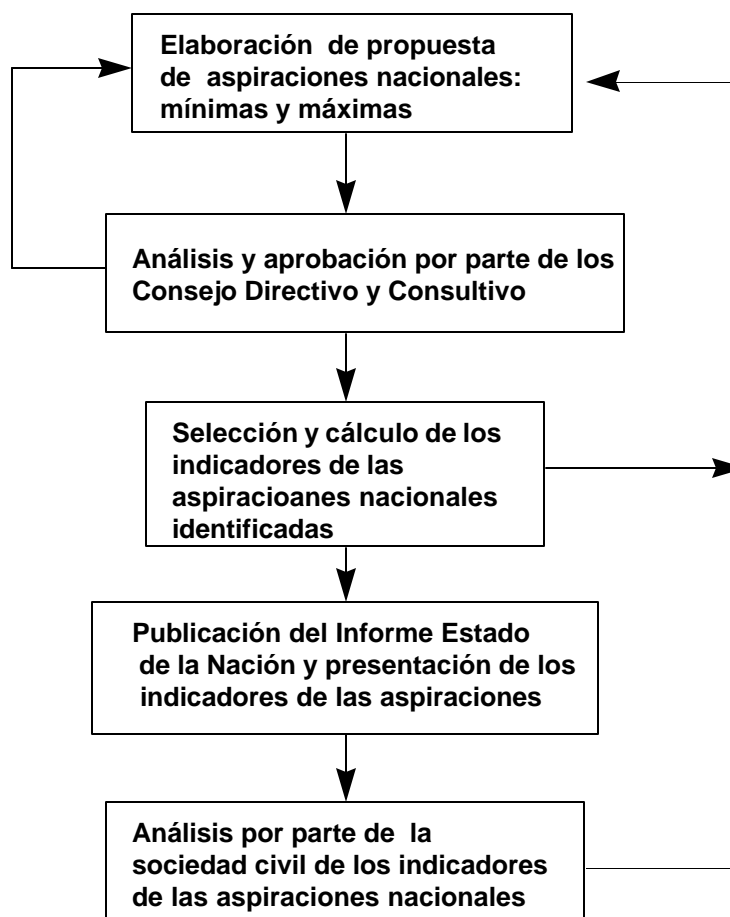 Elaboración de propuesta
de aspiraciones nacionales:
mínimas y máximas
Análisis y aprobación por parte de los
Consejo Directivo y Consultivo
Selección y cálculo de los
indicadores de las
aspiracioanes nacionales
identificadas
Publicación del Informe Estado
de la Nación y presentación de los
indicadores de las aspiraciones
Análisis por parte de la
sociedad civil de los indicadores
de las aspiraciones nacionales